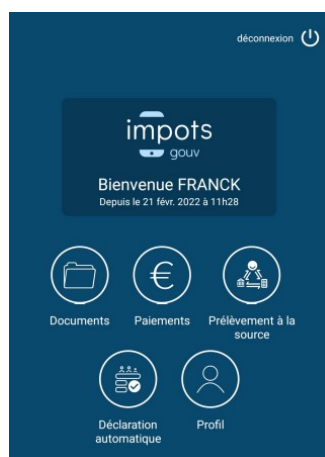 déconnexion
impots
gouv
Bienvenue FRANCK
Depuis le 21 févr. 2022 à 11h28
Documents
Paiements
Prélèvement à la
source
Déclaration
automatique
Profil